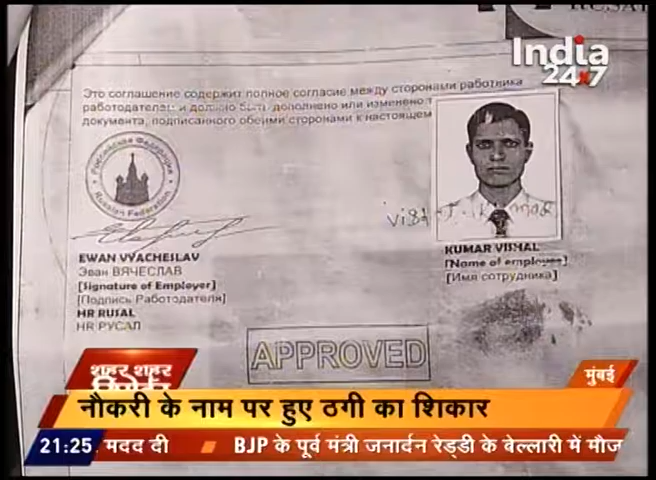 RUSAL
India
24x7
Это соглашение содержит полное согласие между сторонами работника
работодателем и должно быть дополнено или изменено т
документа, подписанного обеими сторонами к настоящем
Российская Федерация
Russian Federation
EWAN VYACHESLAV
Эван ВЯЧЕСЛАВ
[Signature of Employer]
[Подпись Работодателя]
HR RUSAL
HR РУСАЛ
KUMAR VISHAL
[Name of employee]
[Имя сотрудника]
APPROVED
शहर शहर
मुंबई
नौकरी के नाम पर हुए ठगी का शिकार
21:25 मदद दी BJP के पूर्व मंत्री जनार्दन रेड्डी के बेल्लारी में मौज